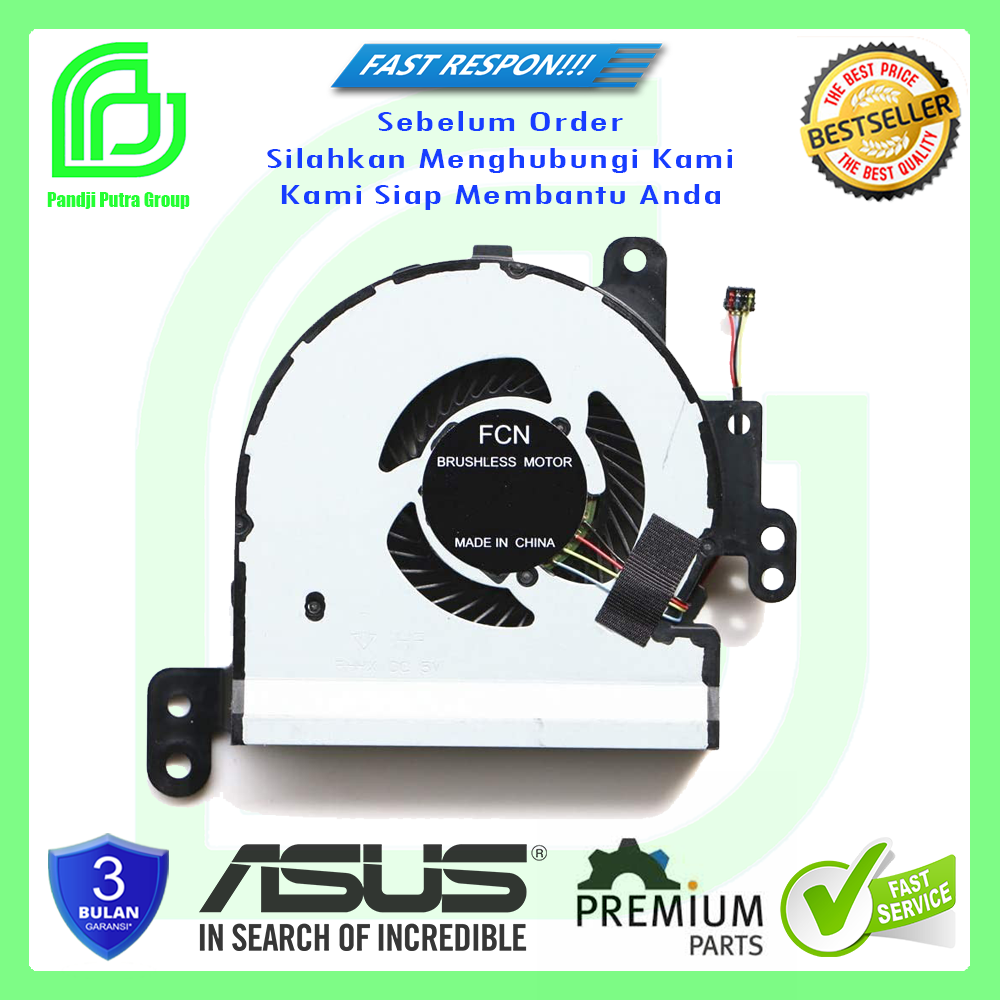 Pandji Putra Group
FAST RESPON!!!
Sebelum Order
Silahkan Menghubungi Kami
Kami Siap Membantu Anda
THE BEST PRICE
BESTSELLER
THE BEST QUALITY
FCN
BRUSHLESS MOTOR
MADE IN CHINA
DC 5V
3
BULAN
GARANSI*
ASUS®
IN SEARCH OF INCREDIBLE
PREMIUM
PARTS
FAST
SERVICE